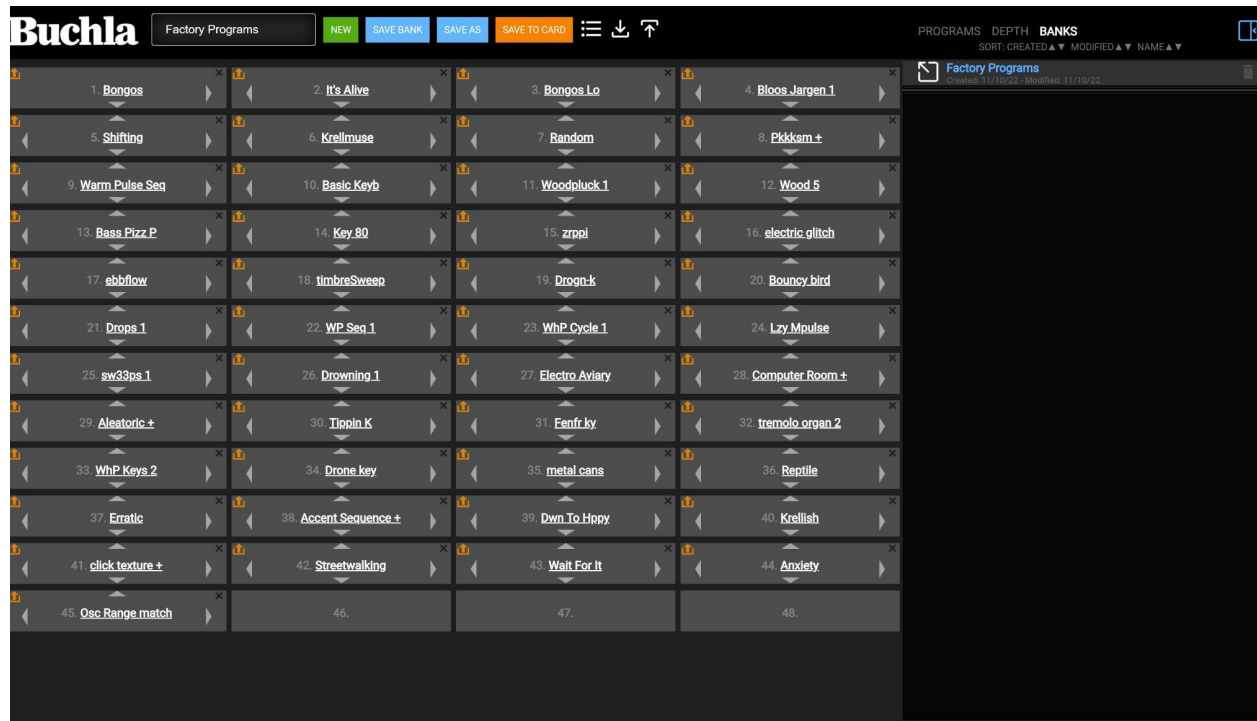 Buchla Factory Programs NEW SAVE BANK SAVE AS SAVE TO CARD
PROGRAMS DEPTH BANKS
SORT: CREATED▲▼ MODIFIED▲▼ NAME▲▼
Factory Programs
Created: 11/10/22 - Modified: 11/10/22
1. Bongos 2. It's Alive 3. Bongos Lo 4. Bloos Jargen 1
5. Shifting 6. Krellmuse 7. Random 8. Pkkksm +
9. Warm Pulse Seq 10. Basic Keyb 11. Woodpluck 1 12. Wood 5
13. Bass Pizz P 14. Key 80 15. zrppi 16. electric glitch
17. ebbflow 18. timbreSweep 19. Drogn-k 20. Bouncy bird
21. Drops 1 22. WP Seq 1 23. WhP Cycle 1 24. Lzy Mpulse
25. sw33ps 1 26. Drowning 1 27. Electro Aviary 28. Computer Room +
29. Aleatoric + 30. Tippin K 31. Fenfr ky 32. tremolo organ 2
33. WhP Keys 2 34. Drone key 35. metal cans 36. Reptile
37. Erratic 38. Accent Sequence + 39. Dwn To Hppy 40. Krellish
41. click texture + 42. Streetwalking 43. Wait For It 44. Anxiety
45. Osc Range match 46. 47. 48.